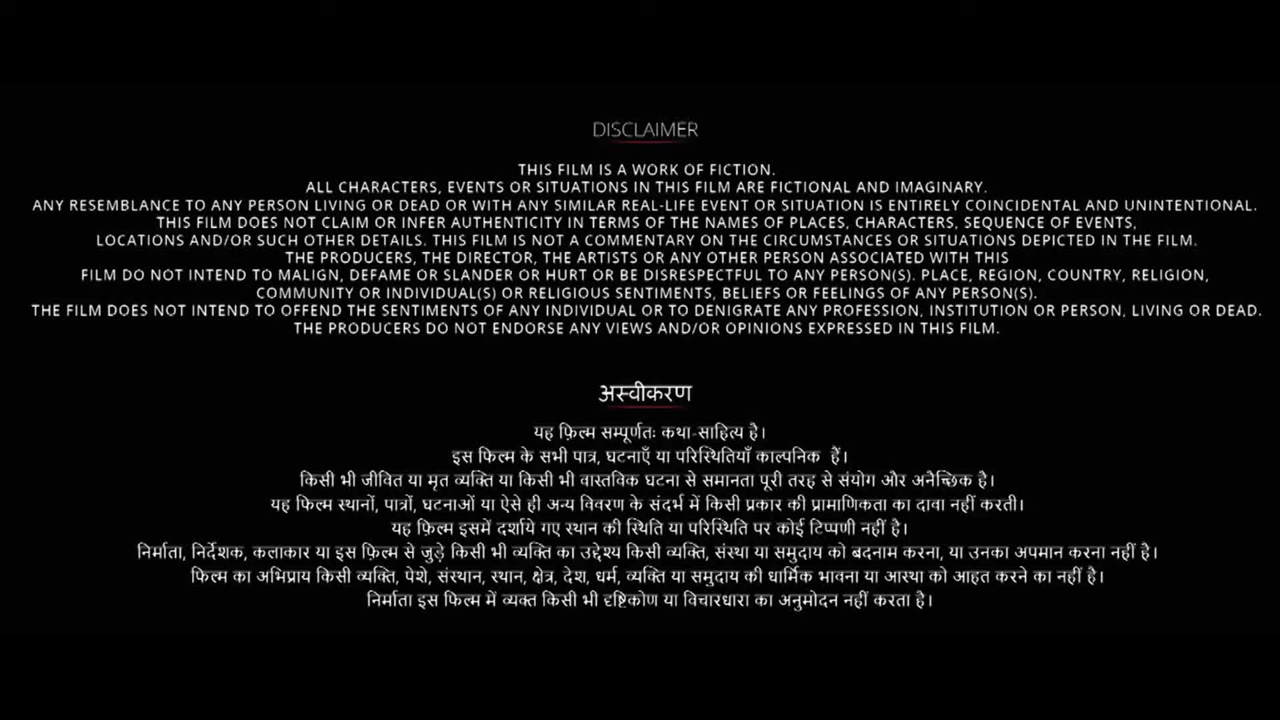 DISCLAIMER
THIS FILM IS A WORK OF FICTION.
ALL CHARACTERS, EVENTS OR SITUATIONS IN THIS FILM ARE FICTIONAL AND IMAGINARY.
ANY RESEMBLANCE TO ANY PERSON LIVING OR DEAD OR WITH ANY SIMILAR REAL-LIFE EVENT OR SITUATION IS ENTIRELY COINCIDENTAL AND UNINTENTIONAL.
THIS FILM DOES NOT CLAIM OR INFER AUTHENTICITY IN TERMS OF THE NAMES OF PLACES, CHARACTERS, SEQUENCE OF EVENTS,
LOCATIONS AND/OR SUCH OTHER DETAILS. THIS FILM IS NOT A COMMENTARY ON THE CIRCUMSTANCES OR SITUATIONS DEPICTED IN THE FILM.
THE PRODUCERS, THE DIRECTOR, THE ARTISTS OR ANY OTHER PERSON ASSOCIATED WITH THIS
FILM DO NOT INTEND TO MALIGN, DEFAME OR SLANDER OR HURT OR BE DISRESPECTFUL TO ANY PERSON(S). PLACE, REGION, COUNTRY, RELIGION,
COMMUNITY OR INDIVIDUAL(S) OR RELIGIOUS SENTIMENTS, BELIEFS OR FEELINGS OF ANY PERSON(S).
THE FILM DOES NOT INTEND TO OFFEND THE SENTIMENTS OF ANY INDIVIDUAL OR TO DENIGRATE ANY PROFESSION, INSTITUTION OR PERSON, LIVING OR DEAD.
THE PRODUCERS DO NOT ENDORSE ANY VIEWS AND/OR OPINIONS EXPRESSED IN THIS FILM.
अस्वीकरण
यह फ़िल्म सम्पूर्णतः कथा-साहित्य है।
इस फिल्म के सभी पात्र, घटनाएँ या परिस्थितियाँ काल्पनिक हैं।
किसी भी जीवित या मृत व्यक्ति या किसी भी वास्तविक घटना से समानता पूरी तरह से संयोग और अनैच्छिक है।
यह फिल्म स्थानों, पात्रों, घटनाओं या ऐसे ही अन्य विवरण के संदर्भ में किसी प्रकार की प्रामाणिकता का दावा नहीं करती।
यह फ़िल्म इसमें दर्शाये गए स्थान की स्थिति या परिस्थिति पर कोई टिप्पणी नहीं है।
निर्माता, निर्देशक, कलाकार या इस फ़िल्म से जुड़े किसी भी व्यक्ति का उद्देश्य किसी व्यक्ति, संस्था या समुदाय को बदनाम करना, या उनका अपमान करना नहीं है।
फिल्म का अभिप्राय किसी व्यक्ति, पेशे, संस्थान, स्थान, क्षेत्र, देश, धर्म, व्यक्ति या समुदाय की धार्मिक भावना या आस्था को आहत करने का नहीं है।
निर्माता इस फिल्म में व्यक्त किसी भी दृष्टिकोण या विचारधारा का अनुमोदन नहीं करता है।